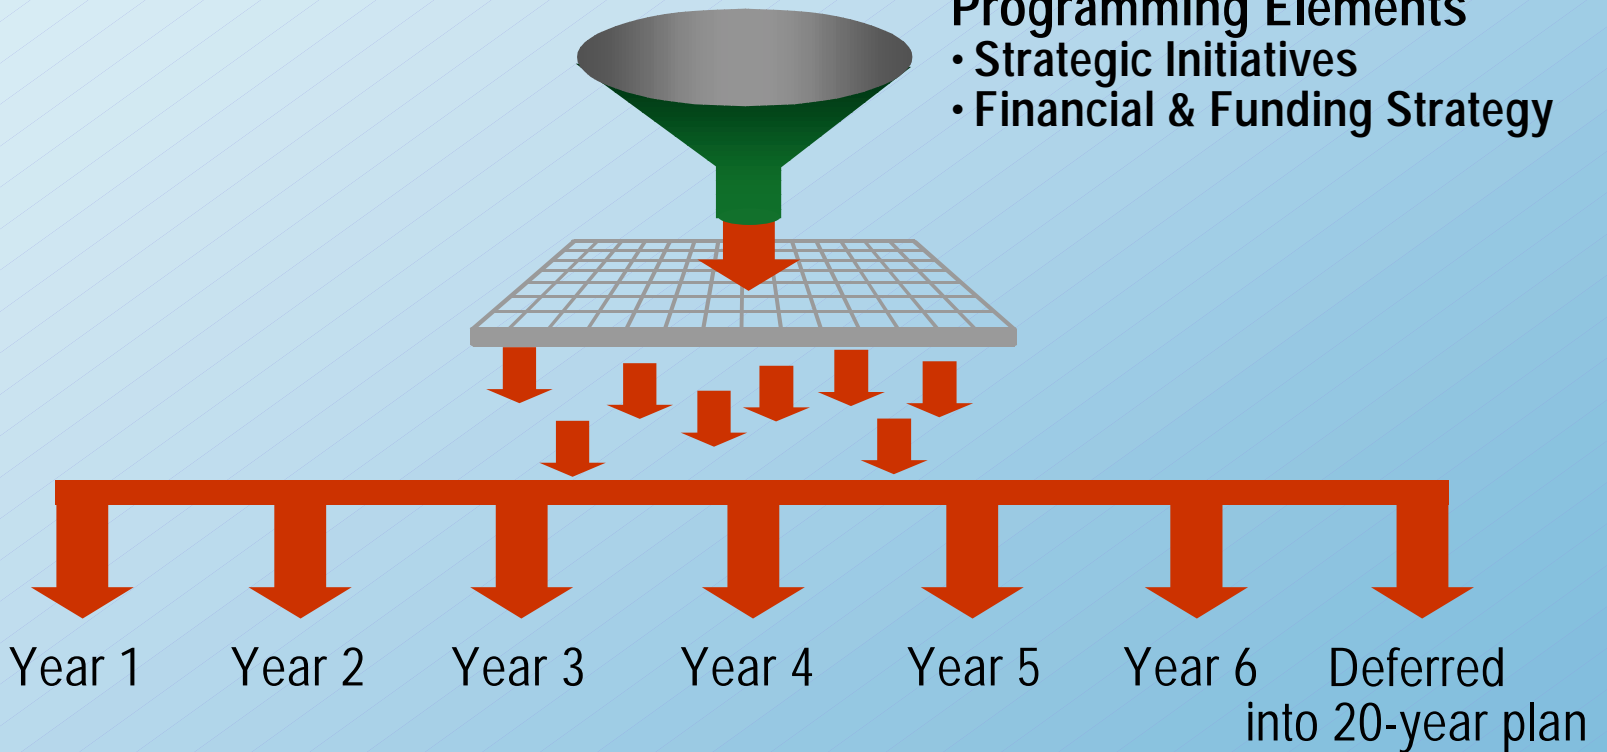 Programming Elements
• Strategic Initiatives
• Financial & Funding Strategy
Year 1
Year 2
Year 3
Year 4
Year 5
Year 6
Deferred
into 20-year plan